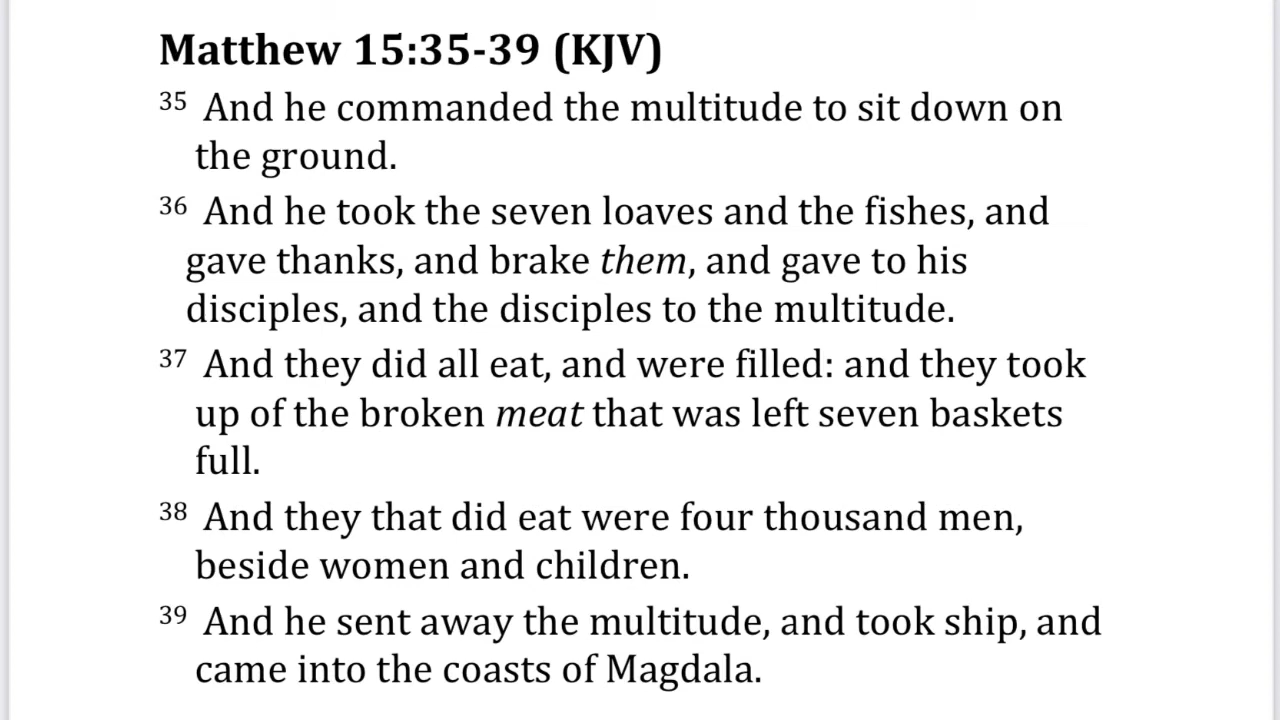 Matthew 15:35-39 (KJV)
35 And he commanded the multitude to sit down on
the ground.
36 And he took the seven loaves and the fishes, and
gave thanks, and brake them, and gave to his
disciples, and the disciples to the multitude.
37 And they did all eat, and were filled: and they took
up of the broken meat that was left seven baskets
full.
38 And they that did eat were four thousand men,
beside women and children.
39 And he sent away the multitude, and took ship, and
came into the coasts of Magdala.